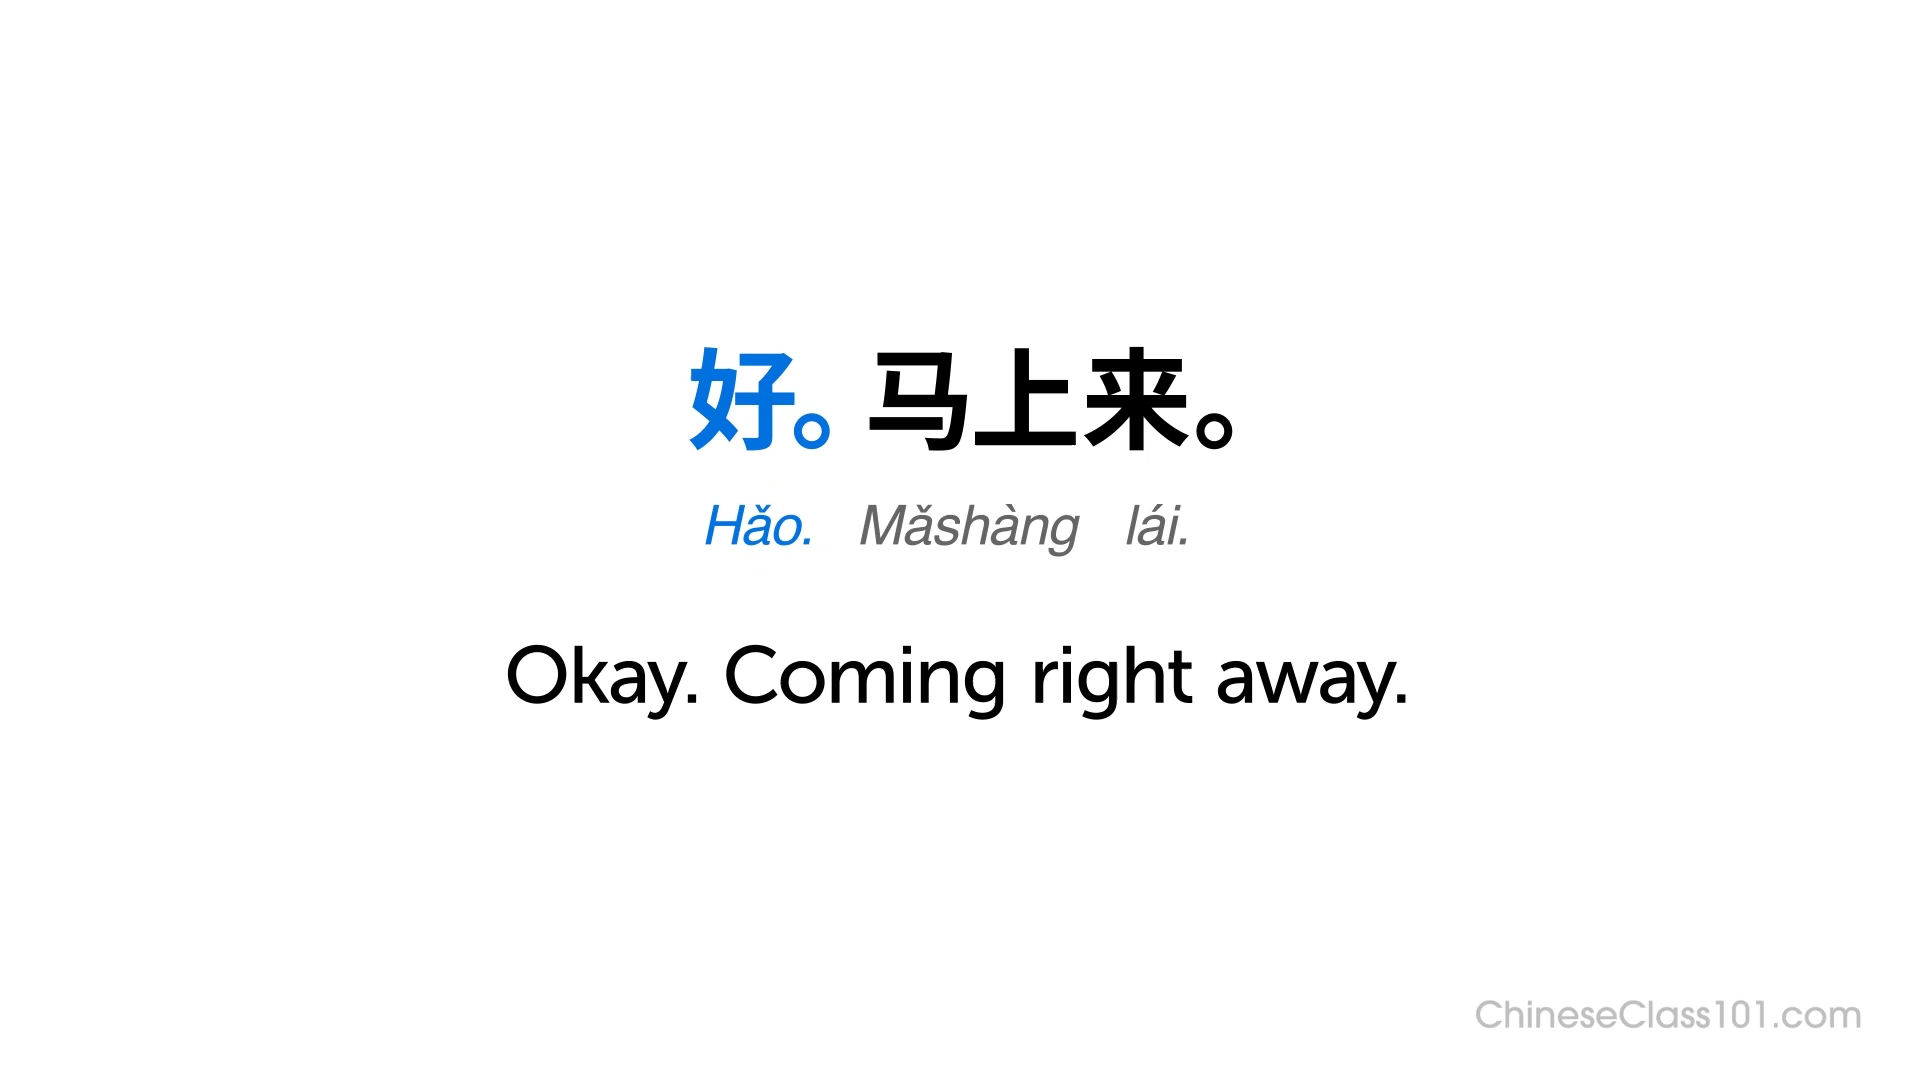 好。马上来。
Hǎo. Mǎshàng lái.
Okay. Coming right away.
ChineseClass101.com